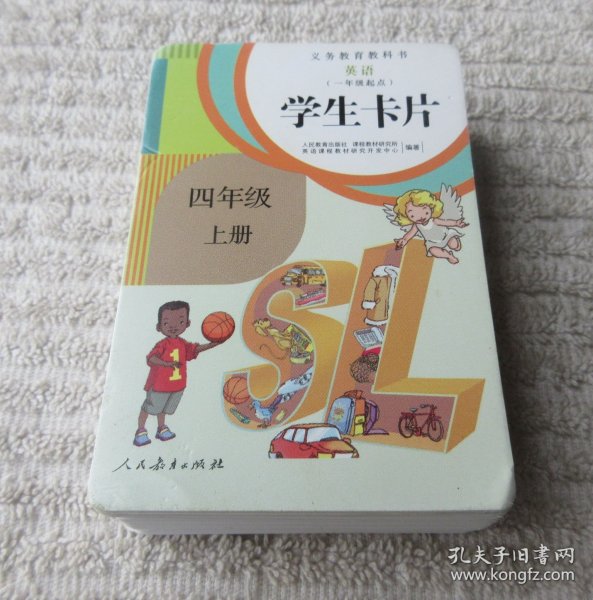 义务教育教科书
英语
(一年级起点)
学生卡片
人民教育出版社 课程教材研究所
英语课程教材研究开发中心
编著
四年级
上册
SL
1
人民教育出版社
孔夫子旧书网
www.kongfz.com